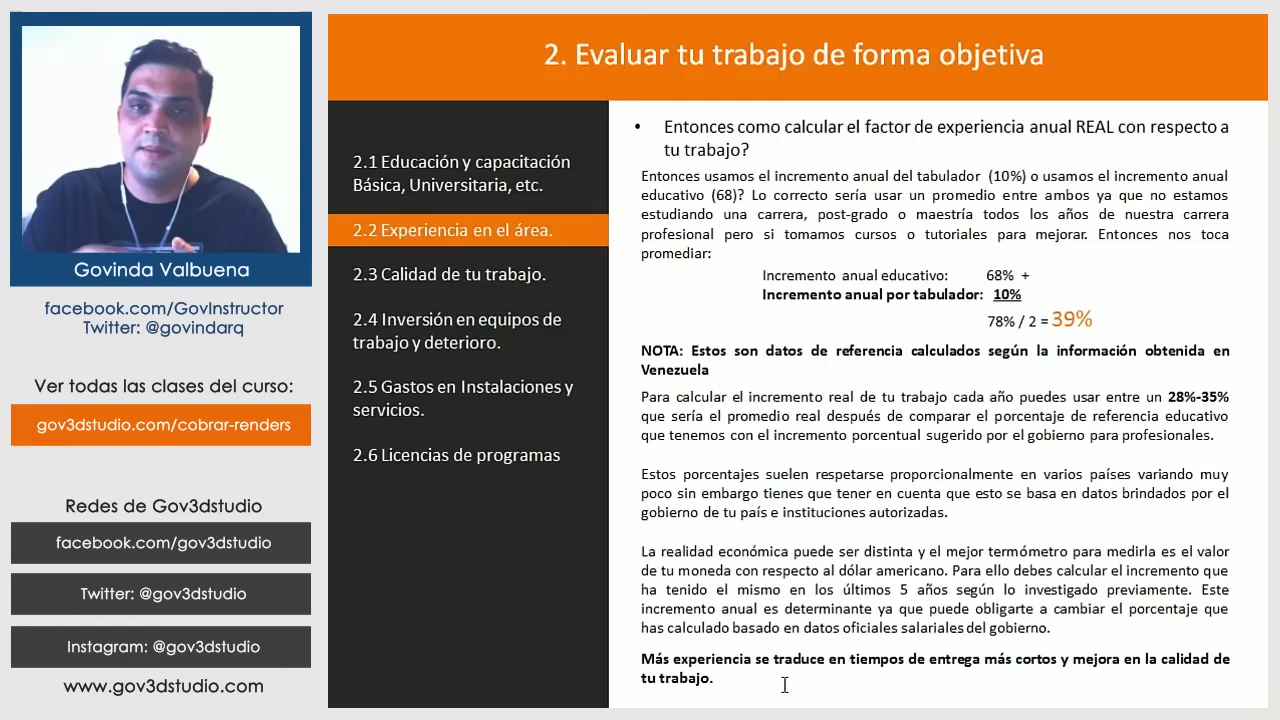 Govinda Valbuena
facebook.com/GovInstructor
Twitter: @govindarq
Ver todas las clases del curso:
gov3dstudio.com/cobrar-renders
Redes de Gov3dstudio
facebook.com/gov3dstudio
Twitter: @gov3dstudio
Instagram: @gov3dstudio
www.gov3dstudio.com
2. Evaluar tu trabajo de forma objetiva
2.1 Educación y capacitación
Básica, Universitaria, etc.
2.2 Experiencia en el área.
2.3 Calidad de tu trabajo.
2.4 Inversión en equipos de
trabajo y deterioro.
2.5 Gastos en Instalaciones y
servicios.
2.6 Licencias de programas
• Entonces como calcular el factor de experiencia anual REAL con respecto a
tu trabajo?
Entonces usamos el incremento anual del tabulador (10%) o usamos el incremento anual
educativo (68)? Lo correcto sería usar un promedio entre ambos ya que no estamos
estudiando una carrera, post-grado o maestría todos los años de nuestra carrera
profesional pero si tomamos cursos o tutoriales para mejorar. Entonces nos toca
promediar:
Incremento anual educativo: 68% +
Incremento anual por tabulador: 10%
78% / 2 = 39%
NOTA: Estos son datos de referencia calculados según la información obtenida en
Venezuela
Para calcular el incremento real de tu trabajo cada año puedes usar entre un 28%-35%
que sería el promedio real después de comparar el porcentaje de referencia educativo
que tenemos con el incremento porcentual sugerido por el gobierno para profesionales.
Estos porcentajes suelen respetarse proporcionalmente en varios países variando muy
poco sin embargo tienes que tener en cuenta que esto se basa en datos brindados por el
gobierno de tu país e instituciones autorizadas.
La realidad económica puede ser distinta y el mejor termómetro para medirla es el valor
de tu moneda con respecto al dólar americano. Para ello debes calcular el incremento que
ha tenido el mismo en los últimos 5 años según lo investigado previamente. Este
incremento anual es determinante ya que puede obligarte a cambiar el porcentaje que
has calculado basado en datos oficiales salariales del gobierno.
Más experiencia se traduce en tiempos de entrega más cortos y mejora en la calidad de
tu trabajo.